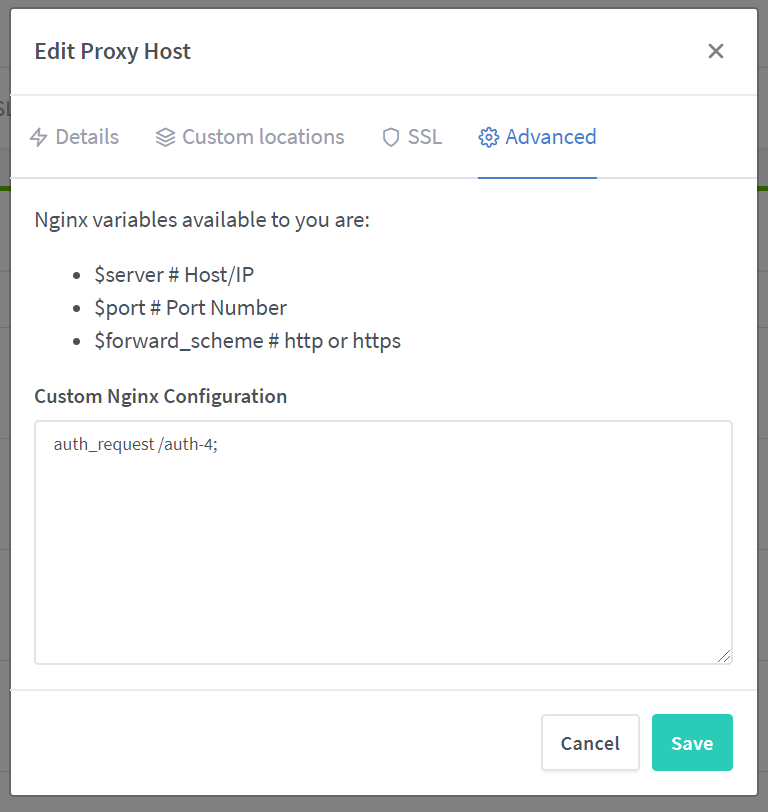 Edit Proxy Host
Details
Custom locations
SSL
Advanced
Nginx variables available to you are:
$server # Host/IP
$port # Port Number
$forward_scheme # http or https
Custom Nginx Configuration
auth_request /auth-4;
Cancel
Save